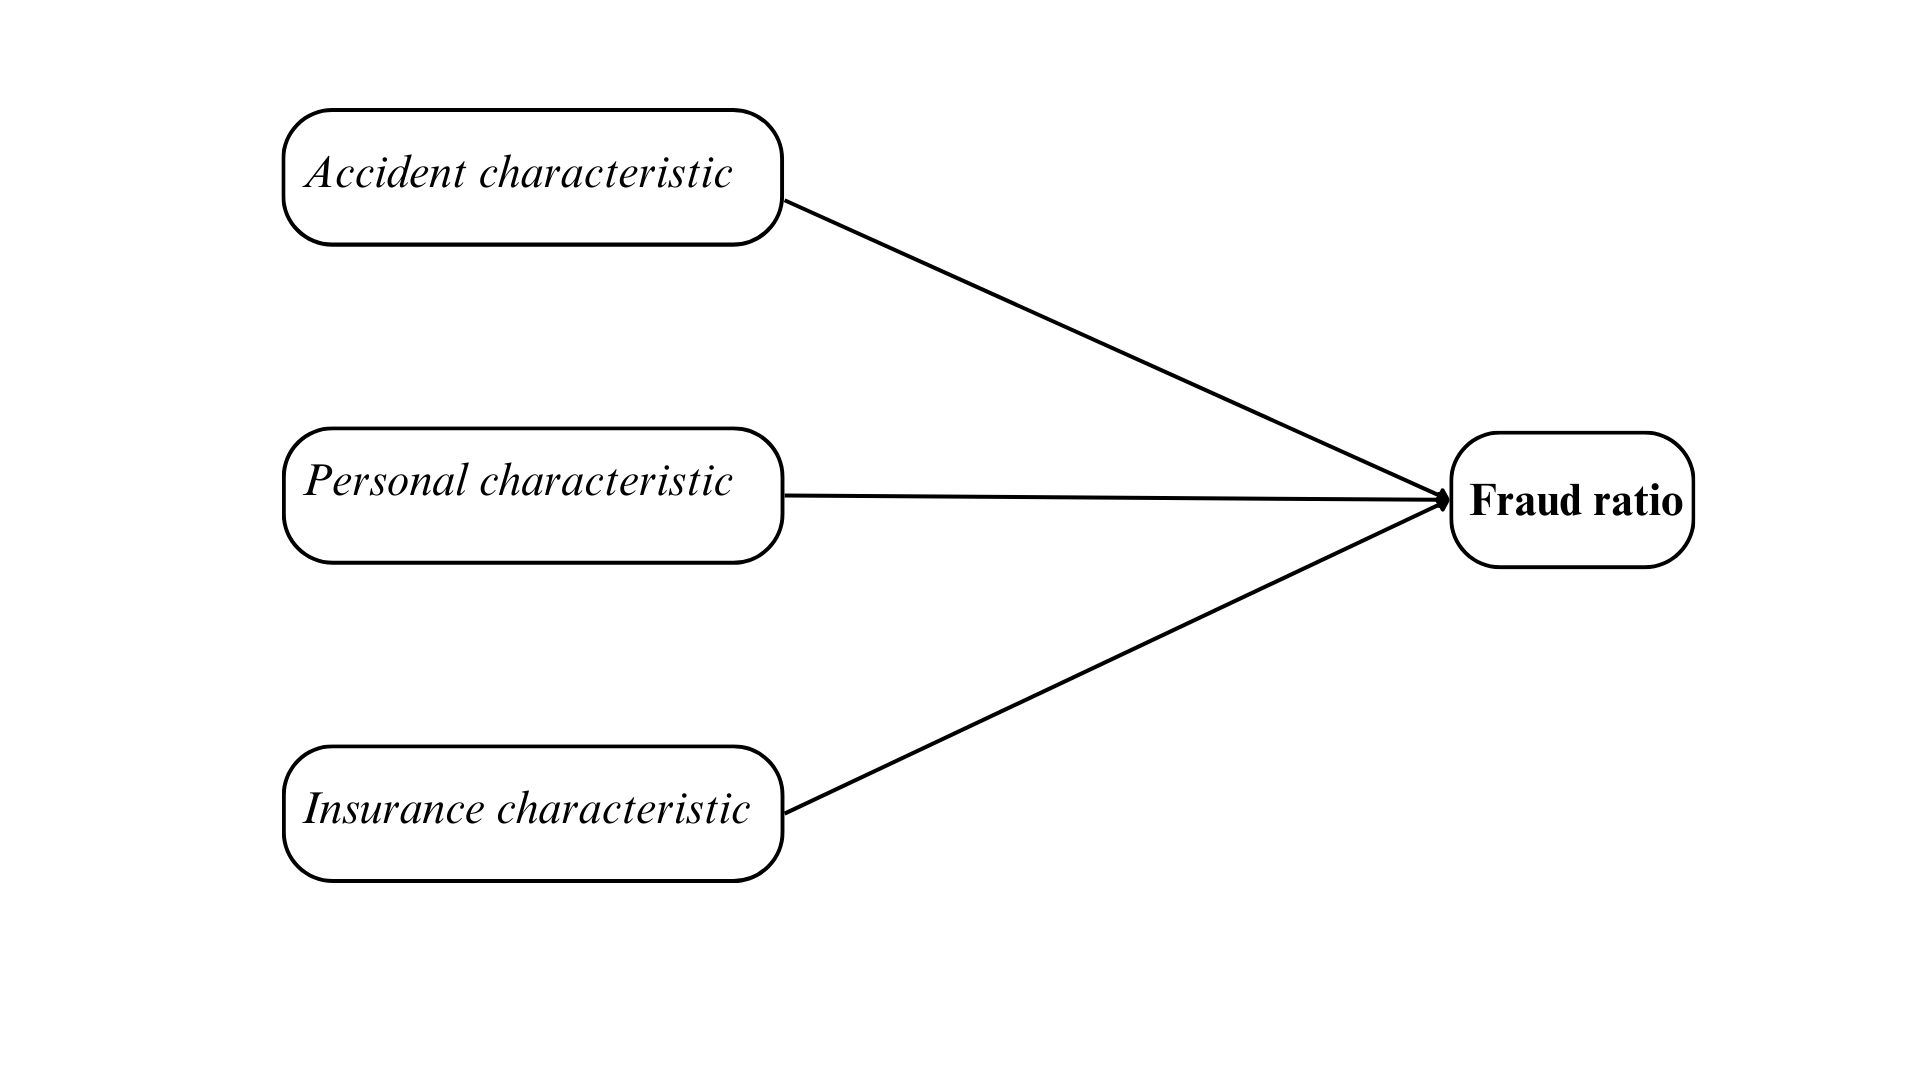 Accident characteristic
Personal characteristic
Fraud ratio
Insurance characteristic